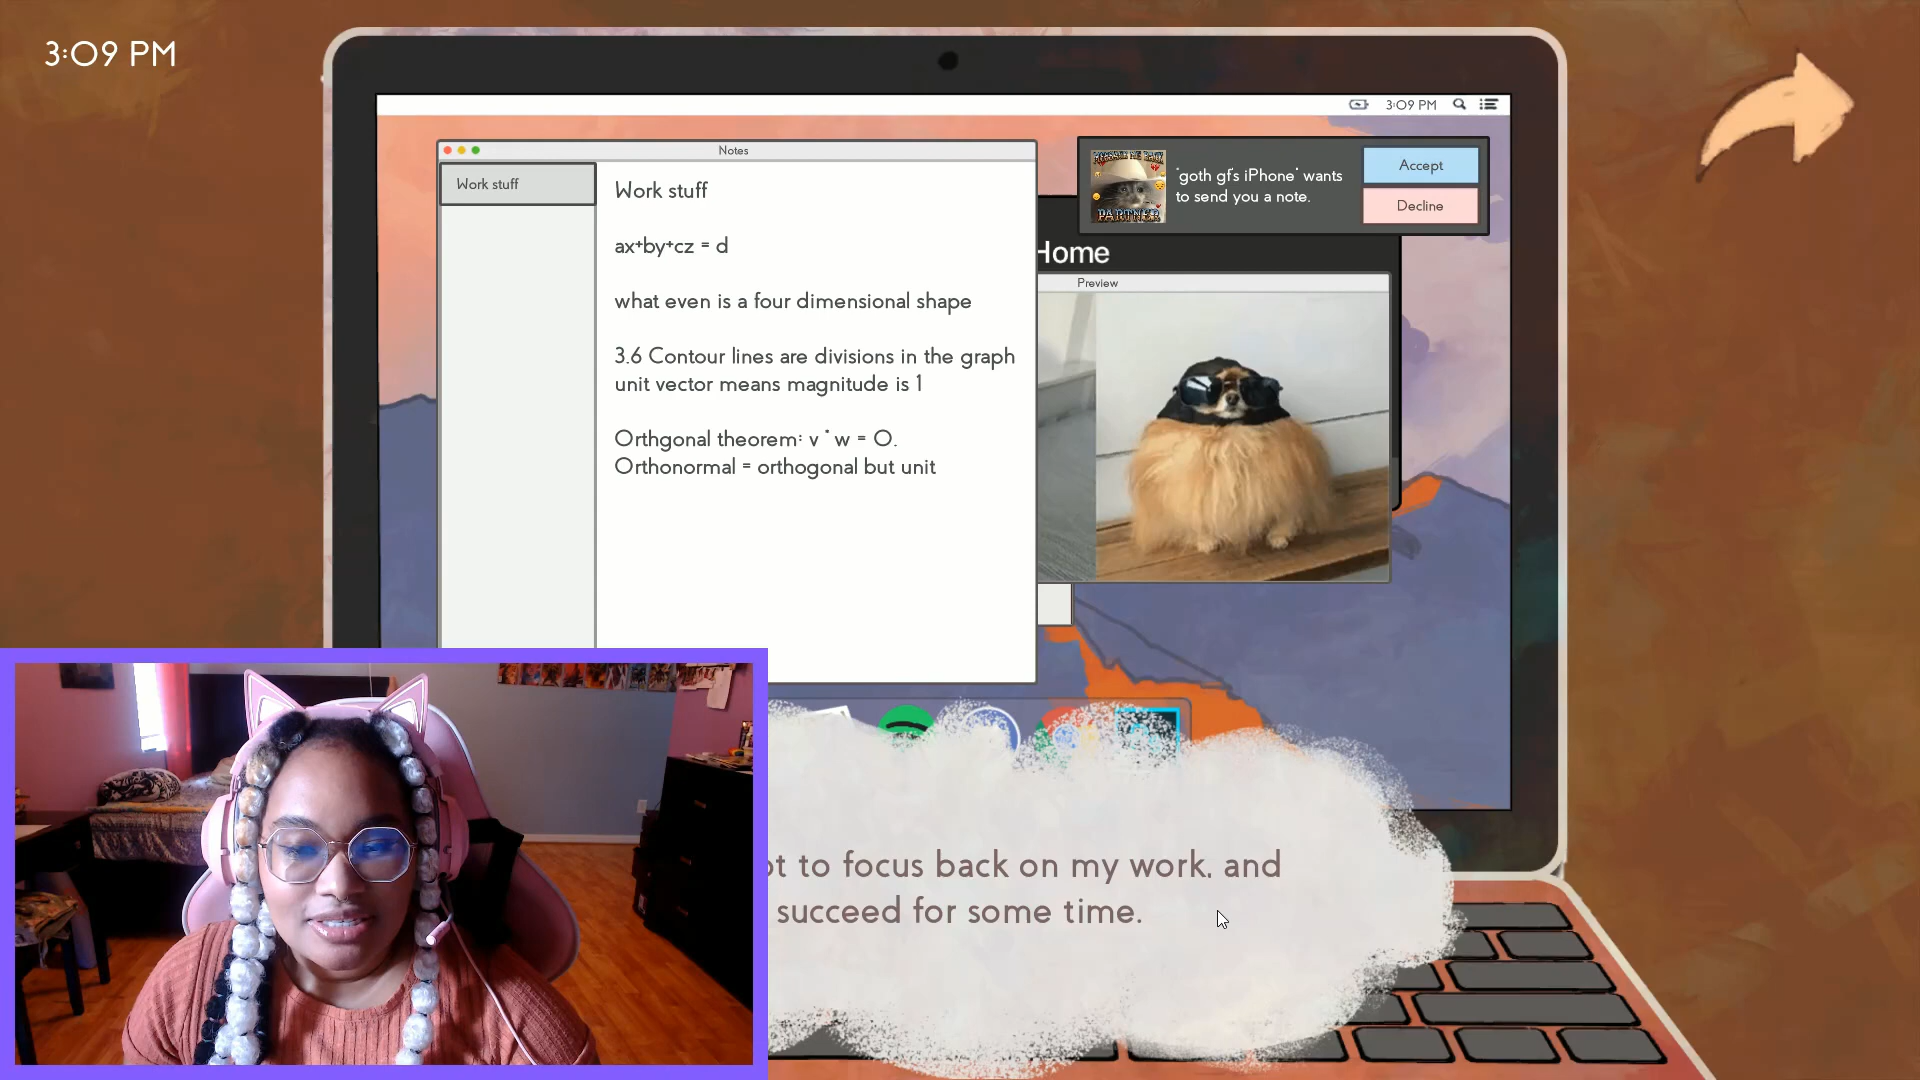 3:09 PM
3:09 PM
Notes
Work stuff
Work stuff
ax+by+cz = d
what even is a four dimensional shape
3.6 Contour lines are divisions in the graph
unit vector means magnitude is 1
Orthgonal theorem: v * w = 0.
Orthonormal = orthogonal but unit
PARTNER
"goth gfs iPhone" wants
to send you a note.
Accept
Decline
Home
Preview
to focus back on my work, and
succeed for some time.